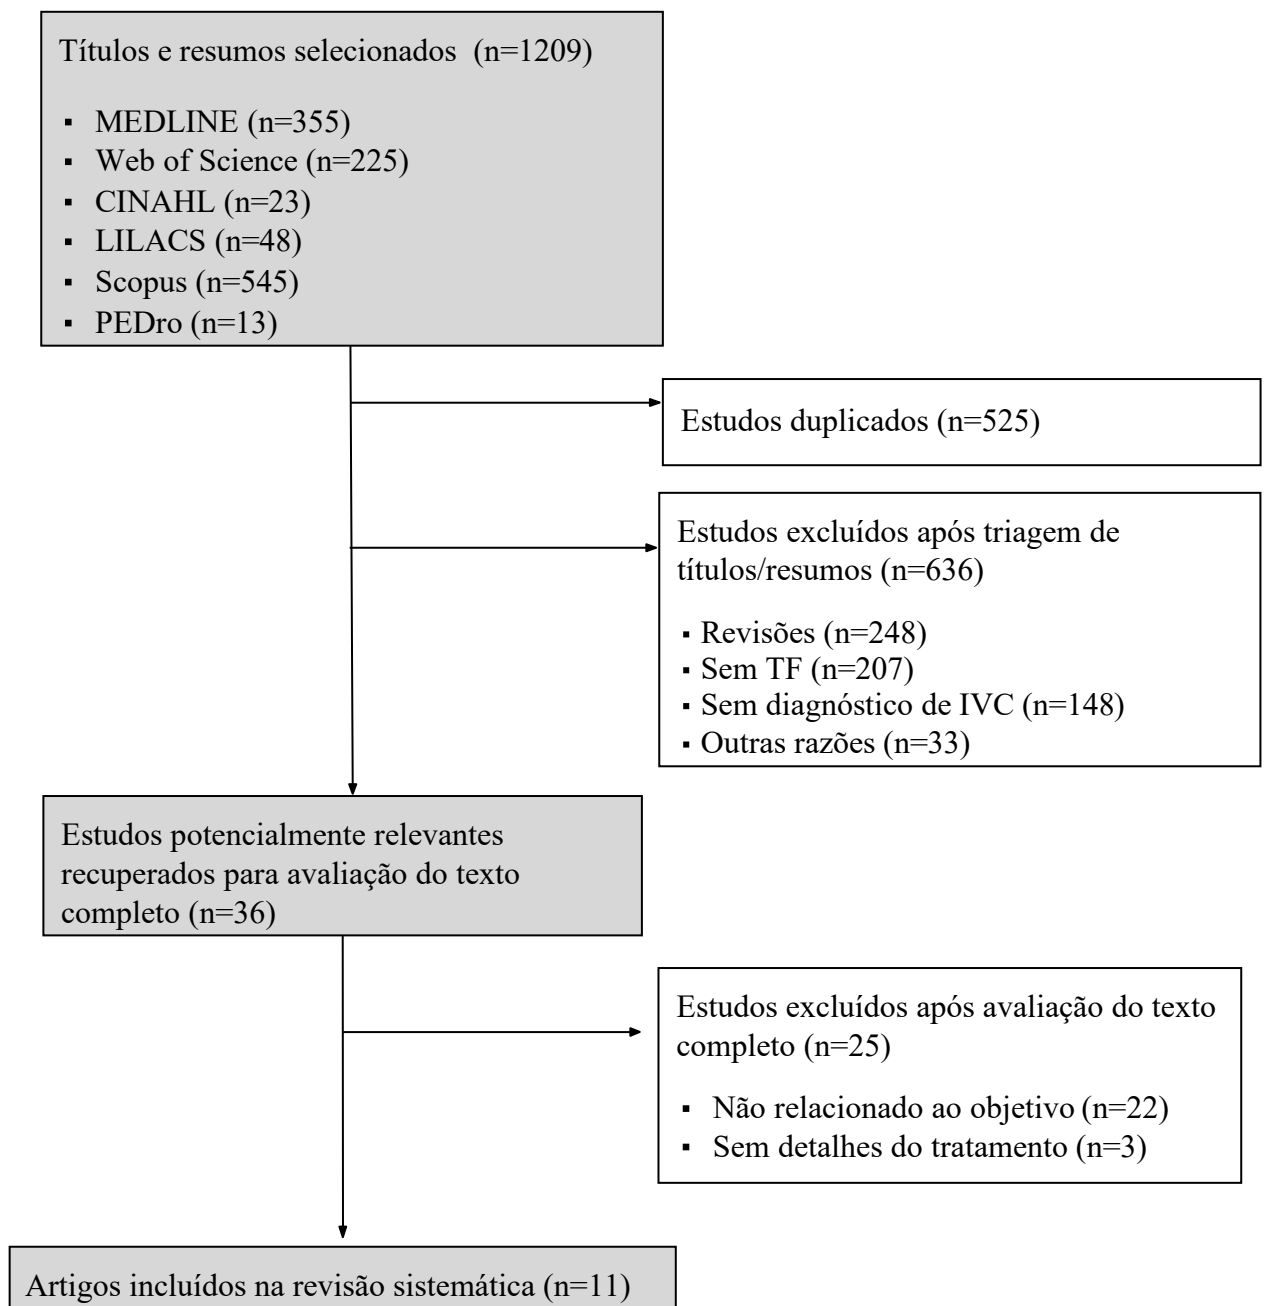 Títulos e resumos selecionados (n=1209)
▪ MEDLINE (n=355)
▪ Web of Science (n=225)
▪ CINAHL (n=23)
▪ LILACS (n=48)
▪ Scopus (n=545)
▪ PEDro (n=13)
Estudos duplicados (n=525)
Estudos excluídos após triagem de
títulos/resumos (n=636)
▪ Revisões (n=248)
▪ Sem TF (n=207)
▪ Sem diagnóstico de IVC (n=148)
▪ Outras razões (n=33)
Estudos potencialmente relevantes
recuperados para avaliação do texto
completo (n=36)
Estudos excluídos após avaliação do texto
completo (n=25)
▪ Não relacionado ao objetivo (n=22)
▪ Sem detalhes do tratamento (n=3)
Artigos incluídos na revisão sistemática (n=11)